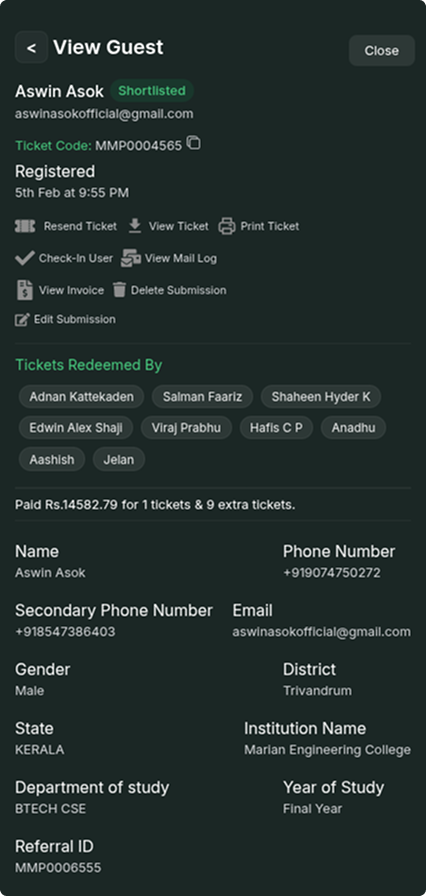 < View Guest
Close
Aswin Asok Shortlisted
aswinasokofficial@gmail.com
Ticket Code: MMP0004565
Registered
5th Feb at 9:55 PM
Resend Ticket View Ticket Print Ticket
Check-In User View Mail Log
View Invoice Delete Submission
Edit Submission
Tickets Redeemed By
Adnan Kattekaden Salman Faariz Shaheen Hyder K
Edwin Alex Shaji Viraj Prabhu Hafis C P Anadhu
Aashish Jelan
Paid Rs.14582.79 for 1 tickets & 9 extra tickets.
Name Phone Number
Aswin Asok +919074750272
Secondary Phone Number Email
+918547386403 aswinasokofficial@gmail.com
Gender District
Male Trivandrum
State Institution Name
KERALA Marian Engineering College
Department of study Year of Study
BTECH CSE Final Year
Referral ID
MMP0006555